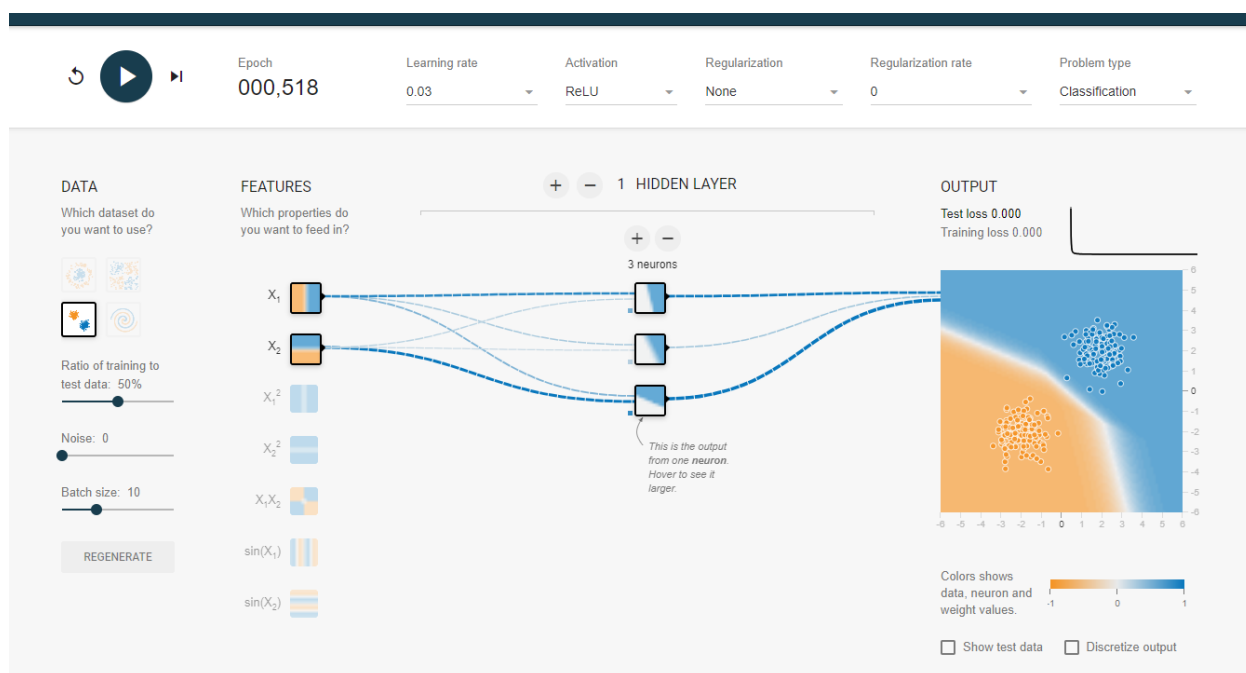 Epoch
000,518
Learning rate
0.03
Activation
ReLU
Regularization
None
Regularization rate
0
Problem type
Classification
DATA
Which dataset do
you want to use?
Ratio of training to
test data: 50%
Noise: 0
Batch size: 10
REGENERATE
FEATURES
Which properties do
you want to feed in?
X₁
X₂
X₁²
X₂²
X₁X₂
sin(X₁)
sin(X₂)
+ − 1 HIDDEN LAYER
+ −
3 neurons
This is the output
from one neuron.
Hover to see it
larger.
OUTPUT
Test loss 0.000
Training loss 0.000
6
5
4
3
2
1
0
-1
-2
-3
-4
-5
-6
-6 -5 -4 -3 -2 -1 0 1 2 3 4 5 6
Colors shows
data, neuron and
weight values.
-1 0 1
Show test data
Discretize output